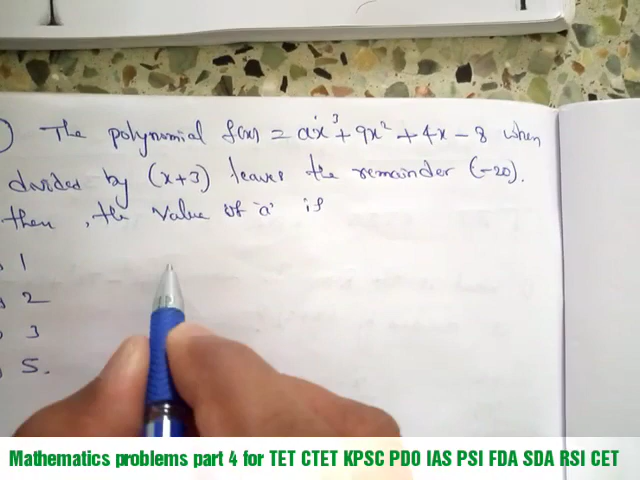 ) The polynomial f(x) = ax³ + 9x² + 4x - 8 when
divided by (x+3) leaves the remainder (-20).
then, the value of 'a' is
1
2
) 3
) 5.
Mathematics problems part 4 for TET CTET KPSC PDO IAS PSI FDA SDA RSI CET